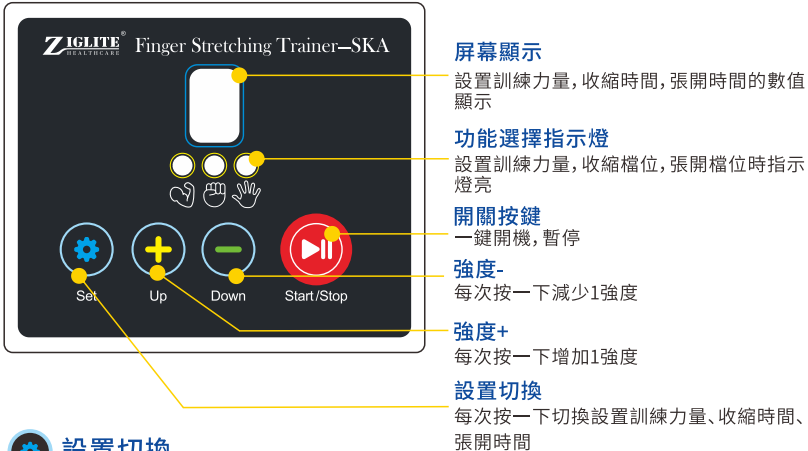 ZIGLITE® Finger Stretching Trainer—SKA
HEALTHCARE
Set
Up
Down
Start/Stop
屏幕顯示
設置訓練力量，收縮時間，張開時間的數值
顯示
功能選擇指示燈
設置訓練力量，收縮檔位，張開檔位時指示
燈亮
開關按鍵
一鍵開機，暫停
強度-
每次按一下減少1強度
強度+
每次按一下增加1強度
設置切換
每次按一下切換設置訓練力量、收縮時間、
張開時間
設置切換